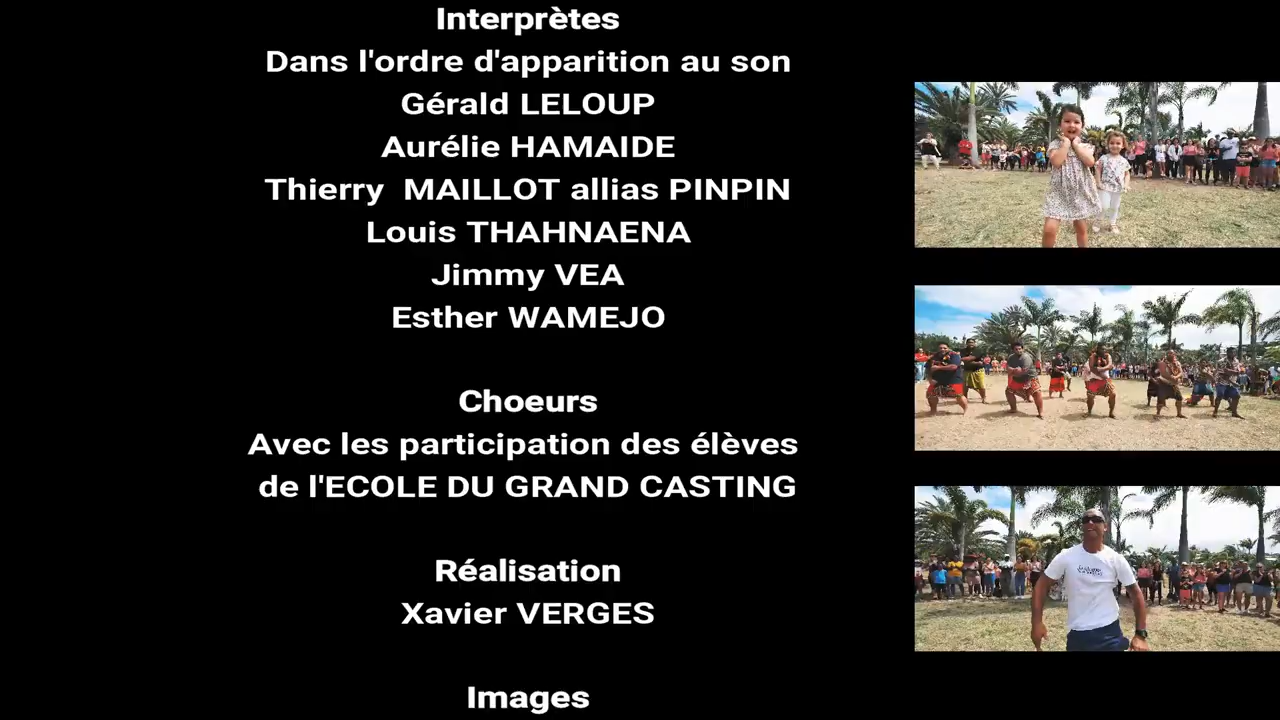 Interprètes
Dans l'ordre d'apparition au son
Gérald LELOUP
Aurélie HAMAIDE
Thierry  MAILLOT allias PINPIN
Louis THAHNAENA
Jimmy VEA
Esther WAMEJO
Choeurs
Avec les participation des élèves
de l'ECOLE DU GRAND CASTING
Réalisation
Xavier VERGES
Images